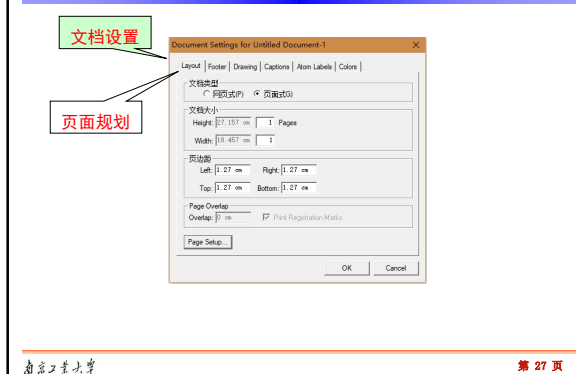 文档设置
Document Settings for Untitled Document-1
Layout Footer Drawing Captions Atom Labels Colors
页面规划
文档类型
网页式(P) 页面式(G)
文档大小
Height: 27.157 cm 1 Pages
Width: 18.457 cm 1
页边距
Left: 1.27 cm Right: 1.27 cm
Top: 1.27 cm Bottom: 1.27 cm
Page Overlap
Overlap: 0 cm Print Registration Marks
Page Setup...
OK Cancel
南京工业大学
第 27 页